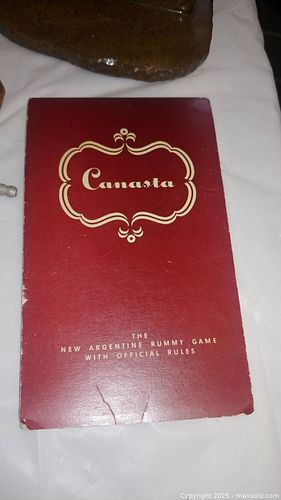 Canasta
THE
NEW ARGENTINE RUMMY GAME
WITH OFFICIAL RULES
Copyright 2025 - maxsold.com